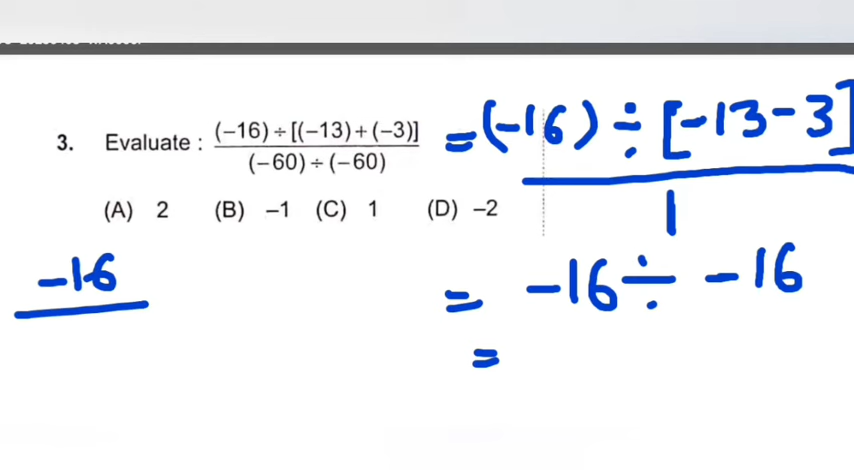 3. Evaluate : (−16) ÷ [(−13) + (−3)] / (−60) ÷ (−60)
= (-16) ÷ [-13 - 3] / 1
(A) 2 (B) −1 (C) 1 (D) −2
-16
= -16 ÷ -16
=